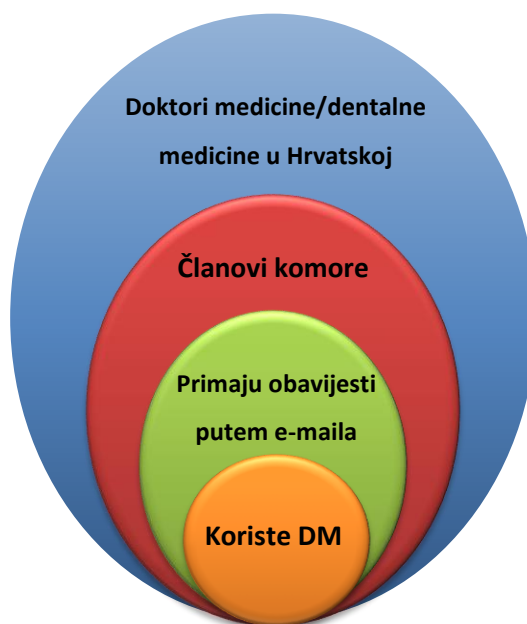 Doktori medicine/dentalne
medicine u Hrvatskoj
Članovi komore
Primaju obavijesti
putem e-maila
Koriste DM